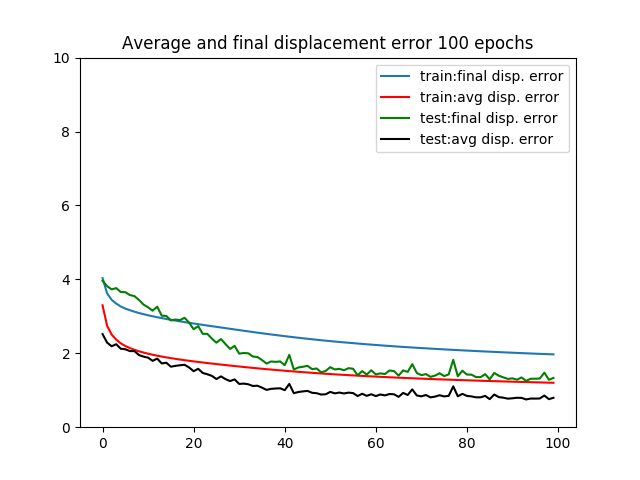 Average and final displacement error 100 epochs
10
8
6
4
2
0
train:final disp. error
train:avg disp. error
test:final disp. error
test:avg disp. error
0 20 40 60 80 100